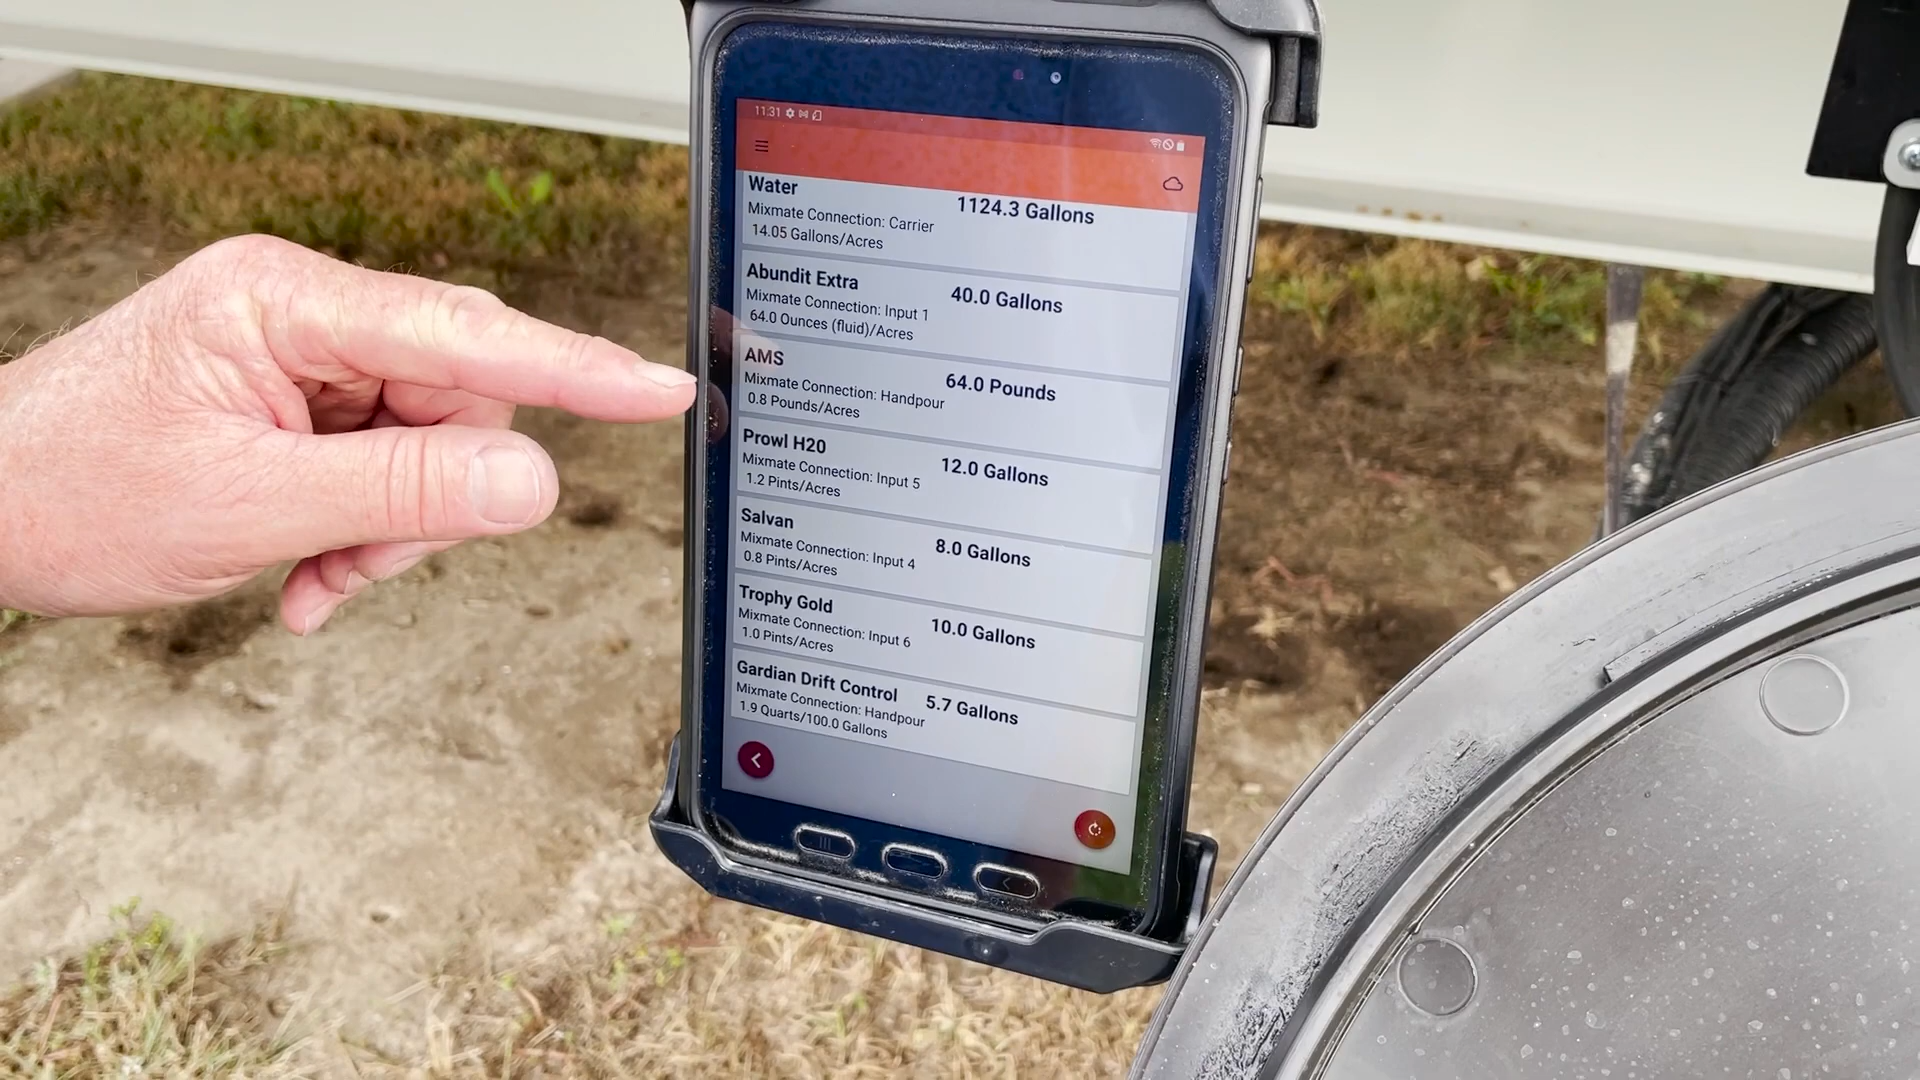 11:31
Water
1124.3 Gallons
Mixmate Connection: Carrier
14.05 Gallons/Acres
Abundit Extra
40.0 Gallons
Mixmate Connection: Input 1
64.0 Ounces (fluid)/Acres
AMS
64.0 Pounds
Mixmate Connection: Handpour
0.8 Pounds/Acres
Prowl H20
12.0 Gallons
Mixmate Connection: Input 5
1.2 Pints/Acres
Salvan
8.0 Gallons
Mixmate Connection: Input 4
0.8 Pints/Acres
Trophy Gold
10.0 Gallons
Mixmate Connection: Input 6
1.0 Pints/Acres
Gardian Drift Control
5.7 Gallons
Mixmate Connection: Handpour
1.9 Quarts/100.0 Gallons